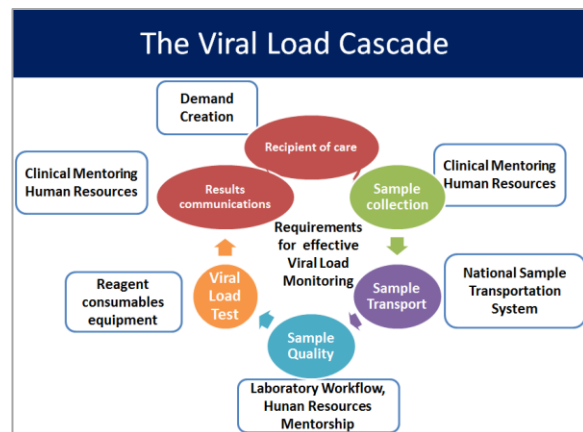 The Viral Load Cascade
Demand
Creation
Recipient of care
Clinical Mentoring
Human Resources
Results
communications
Sample
collection
Clinical Mentoring
Human Resources
Requirements
for effective
Viral Load
Monitoring
Reagent
consumables
equipment
Viral
Load
Test
Sample
Transport
National Sample
Transportation
System
Sample
Quality
Laboratory Workflow,
Hunan Resources
Mentorship